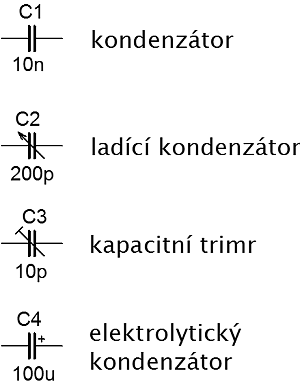 C1
kondenzátor
10n
C2
ladící kondenzátor
200p
C3
kapacitní trimr
10p
C4
+
elektrolytický
kondenzátor
100u